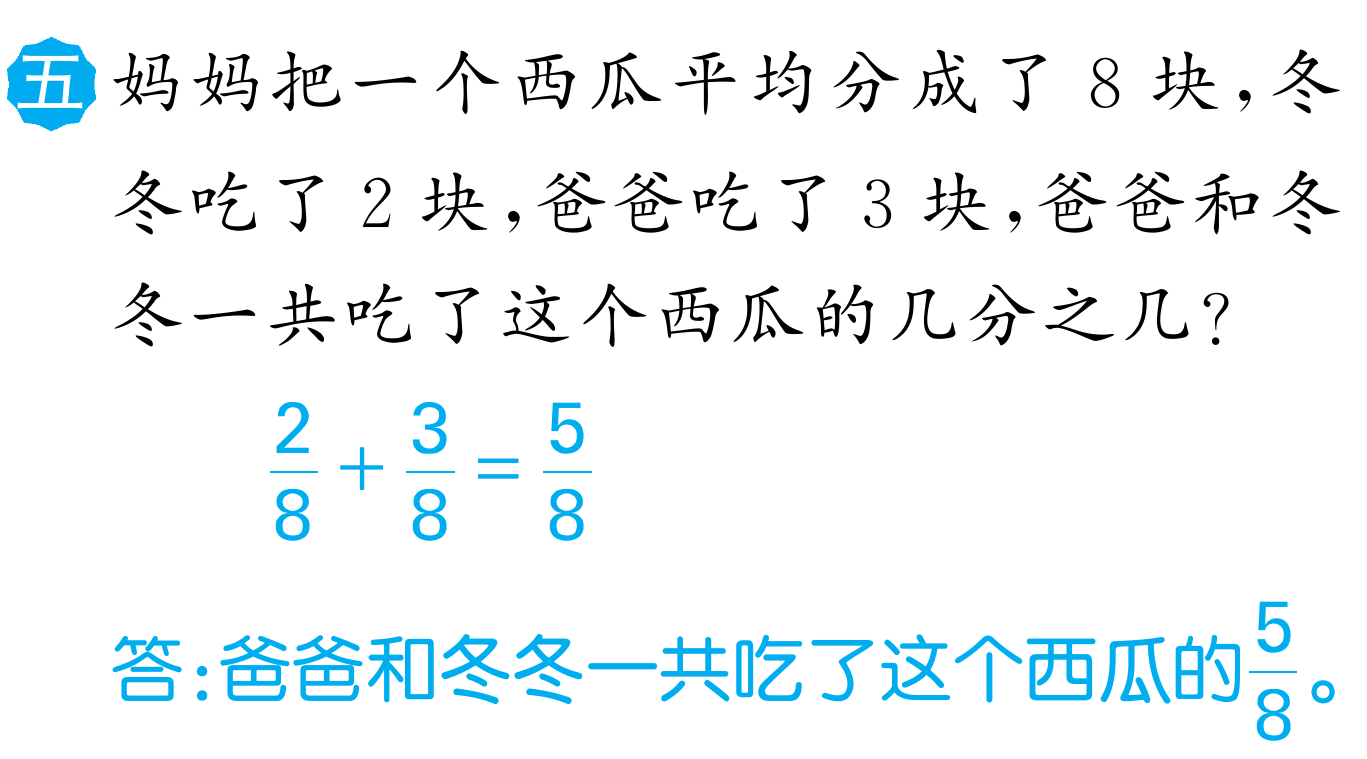 五 妈妈把一个西瓜平均分成了 8 块,冬
冬吃了 2 块,爸爸吃了 3 块,爸爸和冬
冬一共吃了这个西瓜的几分之几?
2/8 + 3/8 = 5/8
答:爸爸和冬冬一共吃了这个西瓜的5/8。